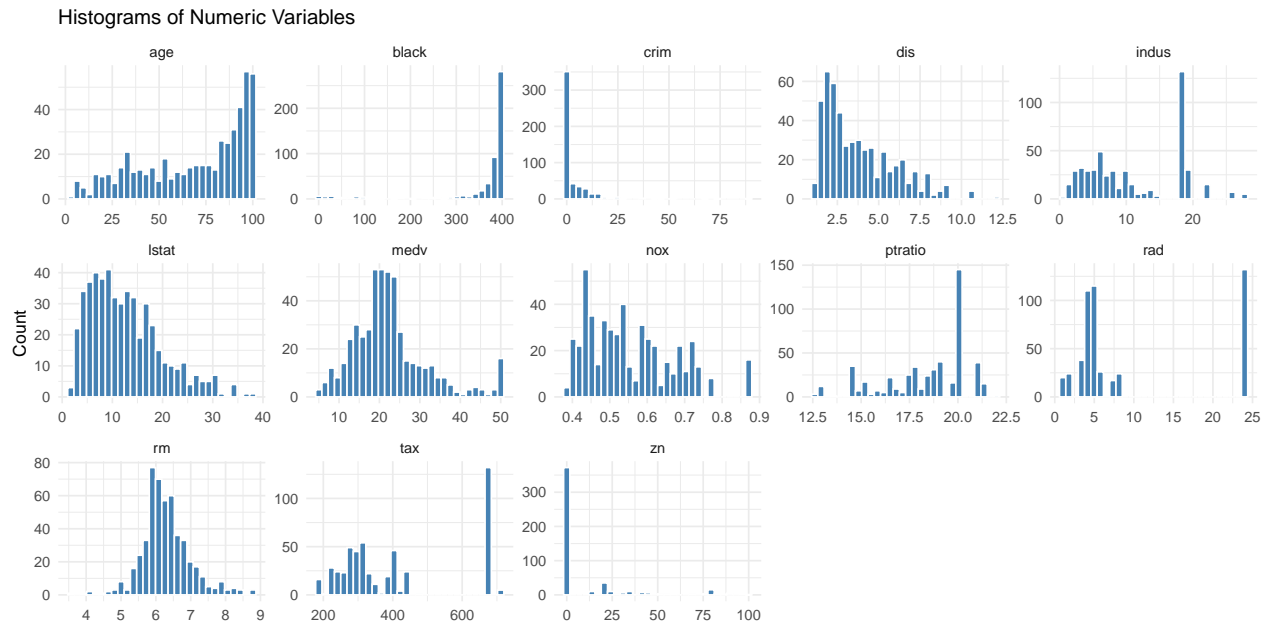 Histograms of Numeric Variables
age black crim dis indus
40 20 0
200 100 0
300 200 100 0
60 40 20 0
100 50 0
0 25 50 75 100
0 100 200 300 400
0 25 50 75
2.5 5.0 7.5 10.0 12.5
0 10 20
lstat medv nox ptratio rad
Count
40 30 20 10 0
40 20 0
40 20 0
150 100 50 0
100 50 0
0 10 20 30 40
10 20 30 40 50
0.4 0.5 0.6 0.7 0.8 0.9
12.5 15.0 17.5 20.0 22.5
0 5 10 15 20 25
rm tax zn
80 60 40 20 0
100 50 0
300 200 100 0
4 5 6 7 8 9
200 400 600
0 25 50 75 100